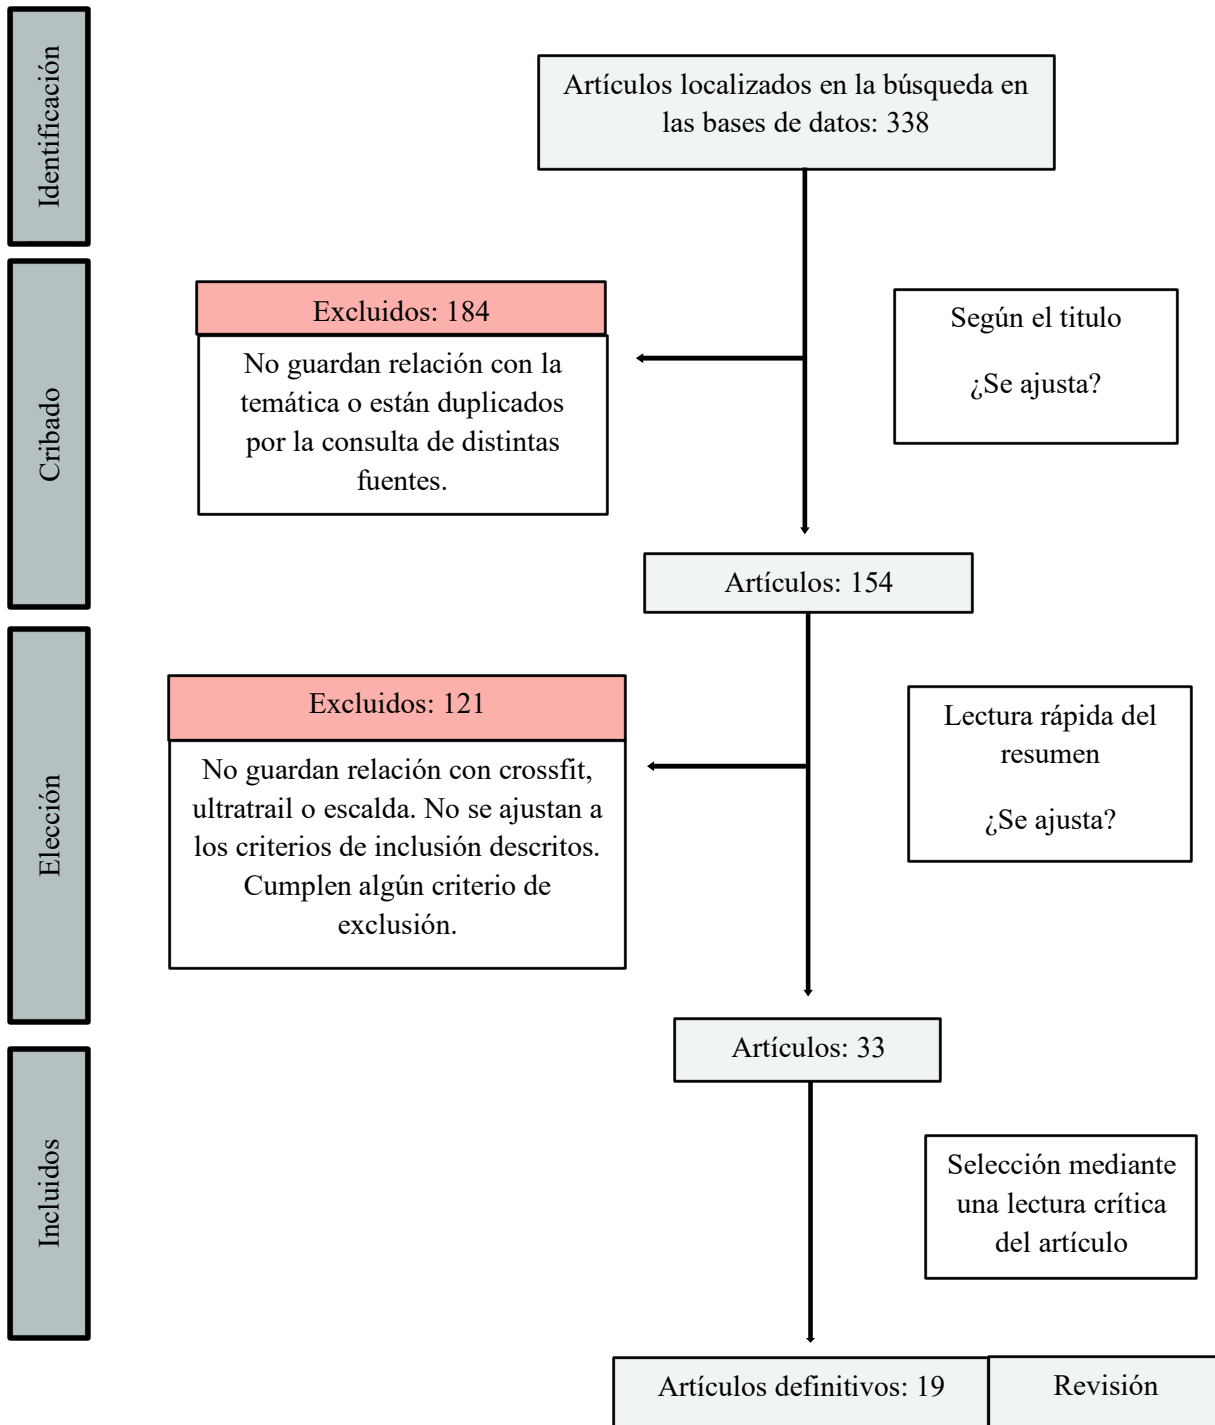 Identificación
Artículos localizados en la búsqueda en
las bases de datos: 338
Cribado
Excluidos: 184
No guardan relación con la
temática o están duplicados
por la consulta de distintas
fuentes.
Según el titulo
¿Se ajusta?
Artículos: 154
Elección
Excluidos: 121
No guardan relación con crossfit,
ultratrail o escalda. No se ajustan a
los criterios de inclusión descritos.
Cumplen algún criterio de
exclusión.
Lectura rápida del
resumen
¿Se ajusta?
Artículos: 33
Incluidos
Selección mediante
una lectura crítica
del artículo
Artículos definitivos: 19
Revisión